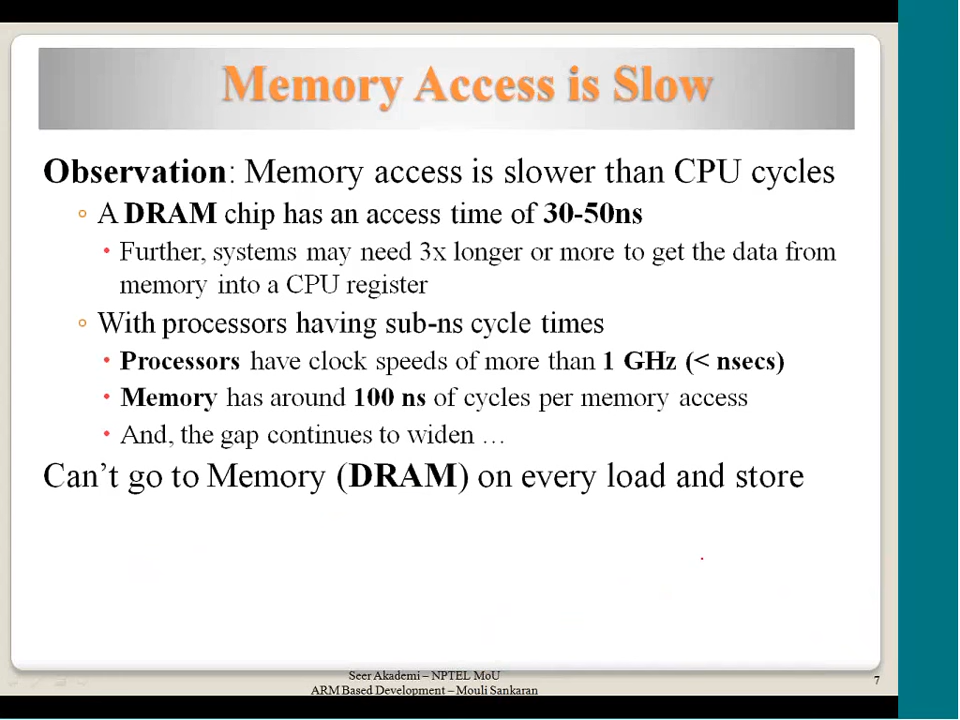 Memory Access is Slow
Observation: Memory access is slower than CPU cycles
A DRAM chip has an access time of 30-50ns
Further, systems may need 3x longer or more to get the data from
memory into a CPU register
With processors having sub-ns cycle times
Processors have clock speeds of more than 1 GHz (< nsecs)
Memory has around 100 ns of cycles per memory access
And, the gap continues to widen …
Can’t go to Memory (DRAM) on every load and store
Seer Akademi – NPTEL MoU
ARM Based Development – Mouli Sankaran
7